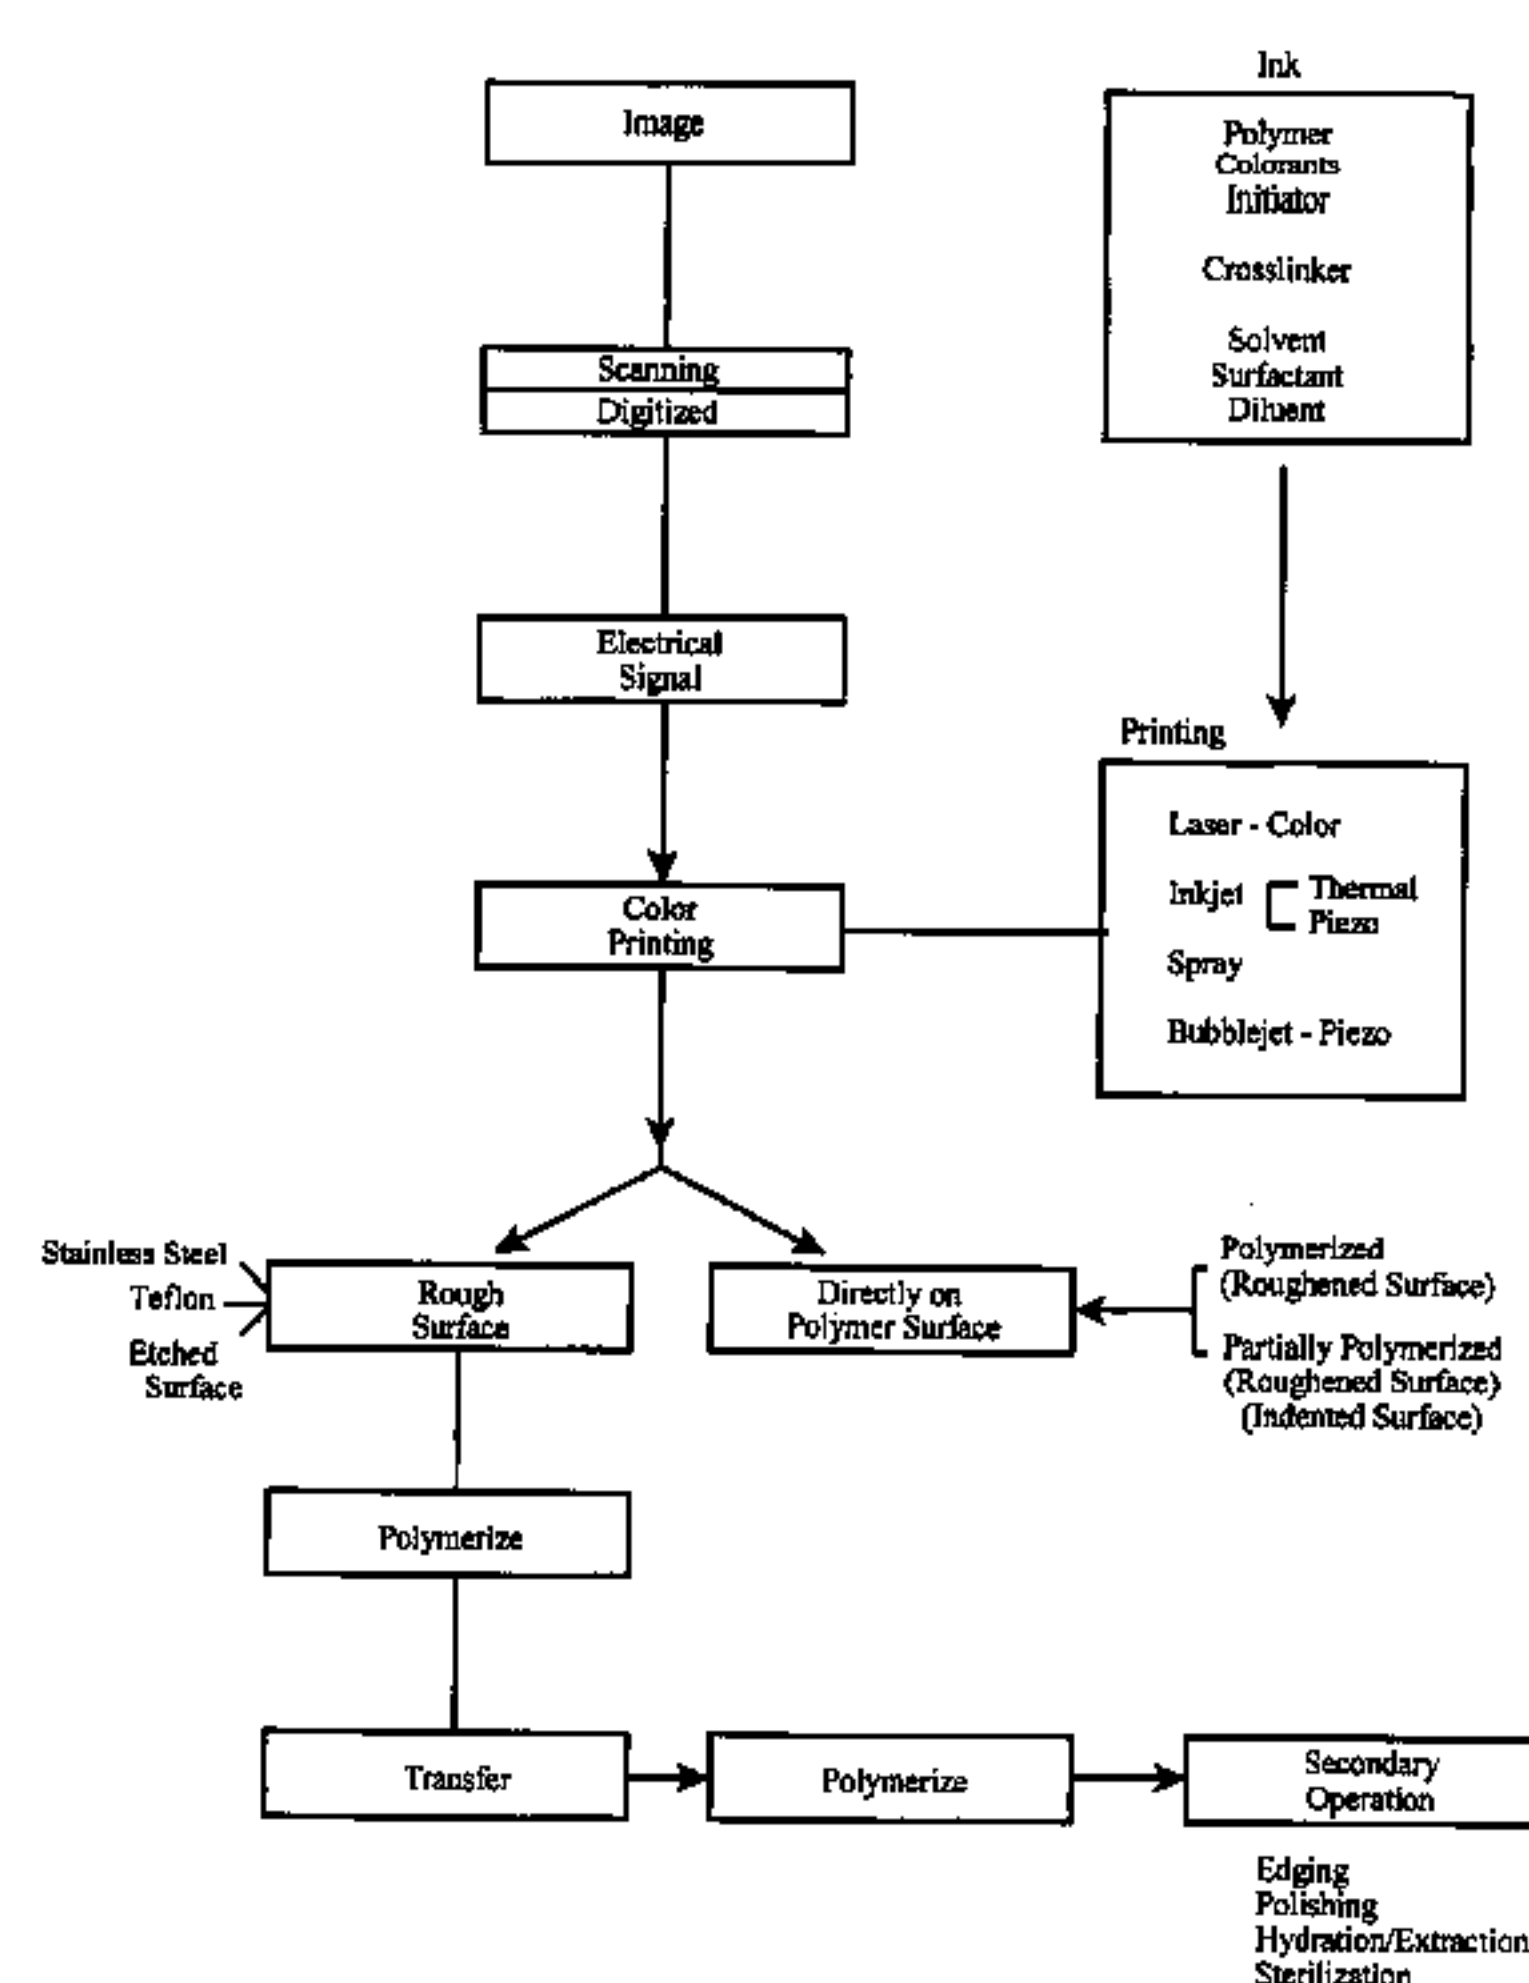 Image
Scanning
Digitized
Electrical
Signal
Color
Printing
Ink
Polymer
Colorants
Initiator
Crosslinker
Solvent
Surfactant
Diluent
Printing
Laser - Color
Inkjet
Thermal
Piezo
Spray
Bubblejet - Piezo
Stainless Steel
Teflon
Etched
Surface
Rough
Surface
Directly on
Polymer Surface
Polymerized
(Roughened Surface)
Partially Polymerized
(Roughened Surface)
(Indented Surface)
Polymerize
Transfer
Polymerize
Secondary
Operation
Edging
Polishing
Hydration/Extraction
Sterilization